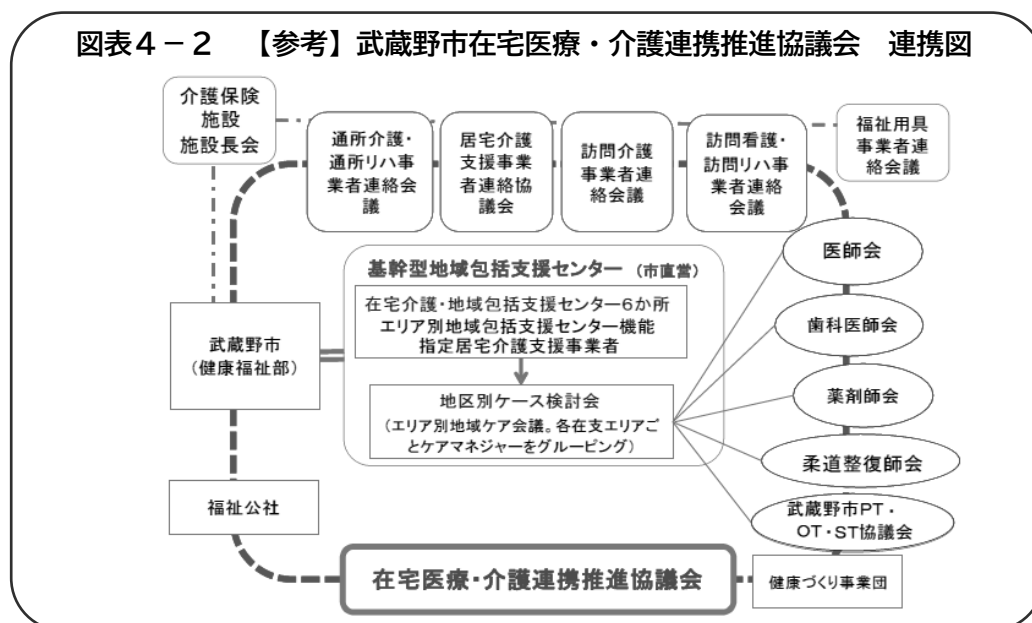 図表4－2 【参考】武蔵野市在宅医療・介護連携推進協議会 連携図
介護保険
施設
施設長会
通所介護・
通所リハ事
業者連絡会
議
居宅介護
支援事業
者連絡協
議会
訪問介護
事業者連
絡会議
訪問看護・
訪問リハ事
業者連絡
会議
福祉用具
事業者連
絡会議
基幹型地域包括支援センター （市直営）
在宅介護・地域包括支援センター6か所
エリア別地域包括支援センター機能
指定居宅介護支援事業者
地区別ケース検討会
（エリア別地域ケア会議。各在支エリアご
とケアマネジャーをグルーピング）
武蔵野市
（健康福祉部）
福祉公社
医師会
歯科医師会
薬剤師会
柔道整復師会
武蔵野市PT・
OT・ST協議会
健康づくり事業団
在宅医療・介護連携推進協議会